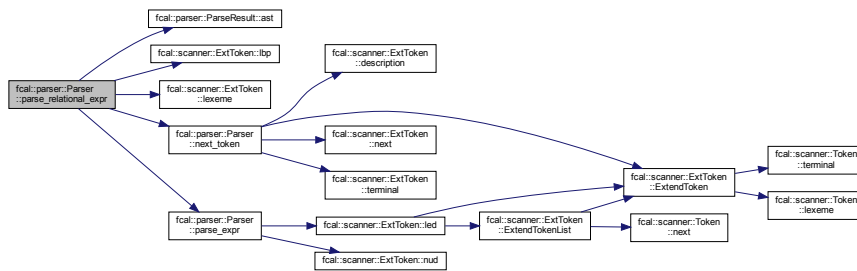 fcal::parser::ParseResult::ast
fcal::scanner::ExtToken::lbp
fcal::scanner::ExtToken
::description
fcal::parser::Parser
::parse_relational_expr
fcal::scanner::ExtToken
::lexeme
fcal::parser::Parser
::next_token
fcal::scanner::ExtToken
::next
fcal::scanner::ExtToken
::terminal
fcal::scanner::ExtToken
::ExtendToken
fcal::scanner::Token
::terminal
fcal::scanner::Token
::lexeme
fcal::parser::Parser
::parse_expr
fcal::scanner::ExtToken::led
fcal::scanner::ExtToken
::ExtendTokenList
fcal::scanner::Token
::next
fcal::scanner::ExtToken::nud